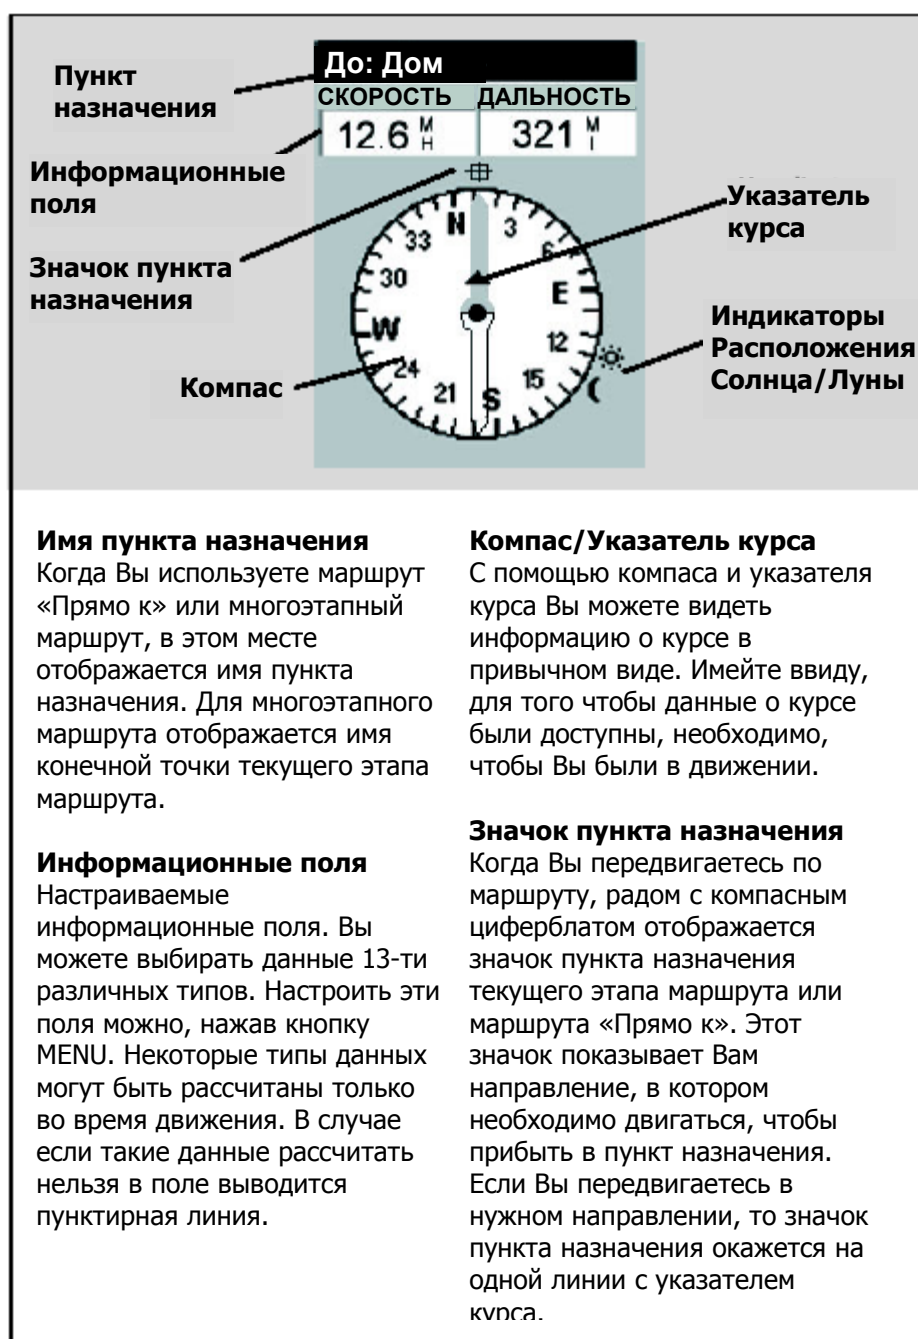 До: Дом
Пункт
назначения
СКОРОСТЬ ДАЛЬНОСТЬ
12.6 M H 321 M I
Информационные
поля
Указатель
курса
Значок пункта
назначения
N 3 6 E 12 15 S 21 24 W 30 33
Индикаторы
Расположения
Солнца/Луны
Компас
Имя пункта назначения
Когда Вы используете маршрут
«Прямо к» или многоэтапный
маршрут, в этом месте
отображается имя пункта
назначения. Для многоэтапного
маршрута отображается имя
конечной точки текущего этапа
маршрута.
Информационные поля
Настраиваемые
информационные поля. Вы
можете выбирать данные 13-ти
различных типов. Настроить эти
поля можно, нажав кнопку
MENU. Некоторые типы данных
могут быть рассчитаны только
во время движения. В случае
если такие данные рассчитать
нельзя в поле выводится
пунктирная линия.
Компас/Указатель курса
С помощью компаса и указателя
курса Вы можете видеть
информацию о курсе в
привычном виде. Имейте ввиду,
для того чтобы данные о курсе
были доступны, необходимо,
чтобы Вы были в движении.
Значок пункта назначения
Когда Вы передвигаетесь по
маршруту, радом с компасным
циферблатом отображается
значок пункта назначения
текущего этапа маршрута или
маршрута «Прямо к». Этот
значок показывает Вам
направление, в котором
необходимо двигаться, чтобы
прибыть в пункт назначения.
Если Вы передвигаетесь в
нужном направлении, то значок
пункта назначения окажется на
одной линии с указателем
курса.